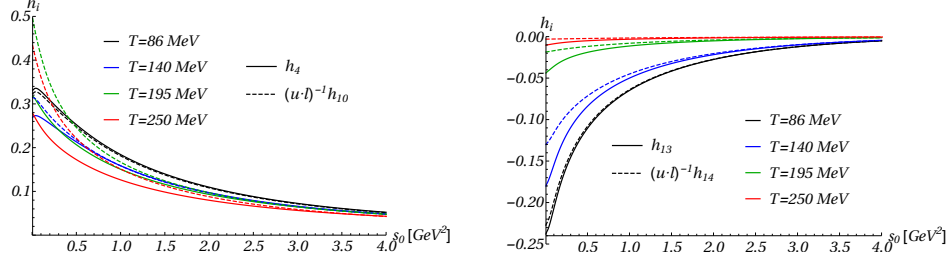 h_i
0.5
0.4
0.3
0.2
0.1
T=86 MeV
T=140 MeV
T=195 MeV
T=250 MeV
h_4
(u·l)^{-1}h_{10}
0.5 1.0 1.5 2.0 2.5 3.0 3.5 4.0
s_0 [GeV^2]
h_i
0.00
-0.05
-0.10
-0.15
-0.20
-0.25
h_{13}
(u·l)^{-1}h_{14}
T=86 MeV
T=140 MeV
T=195 MeV
T=250 MeV
0.5 1.0 1.5 2.0 2.5 3.0 3.5 4.0
s_0 [GeV^2]